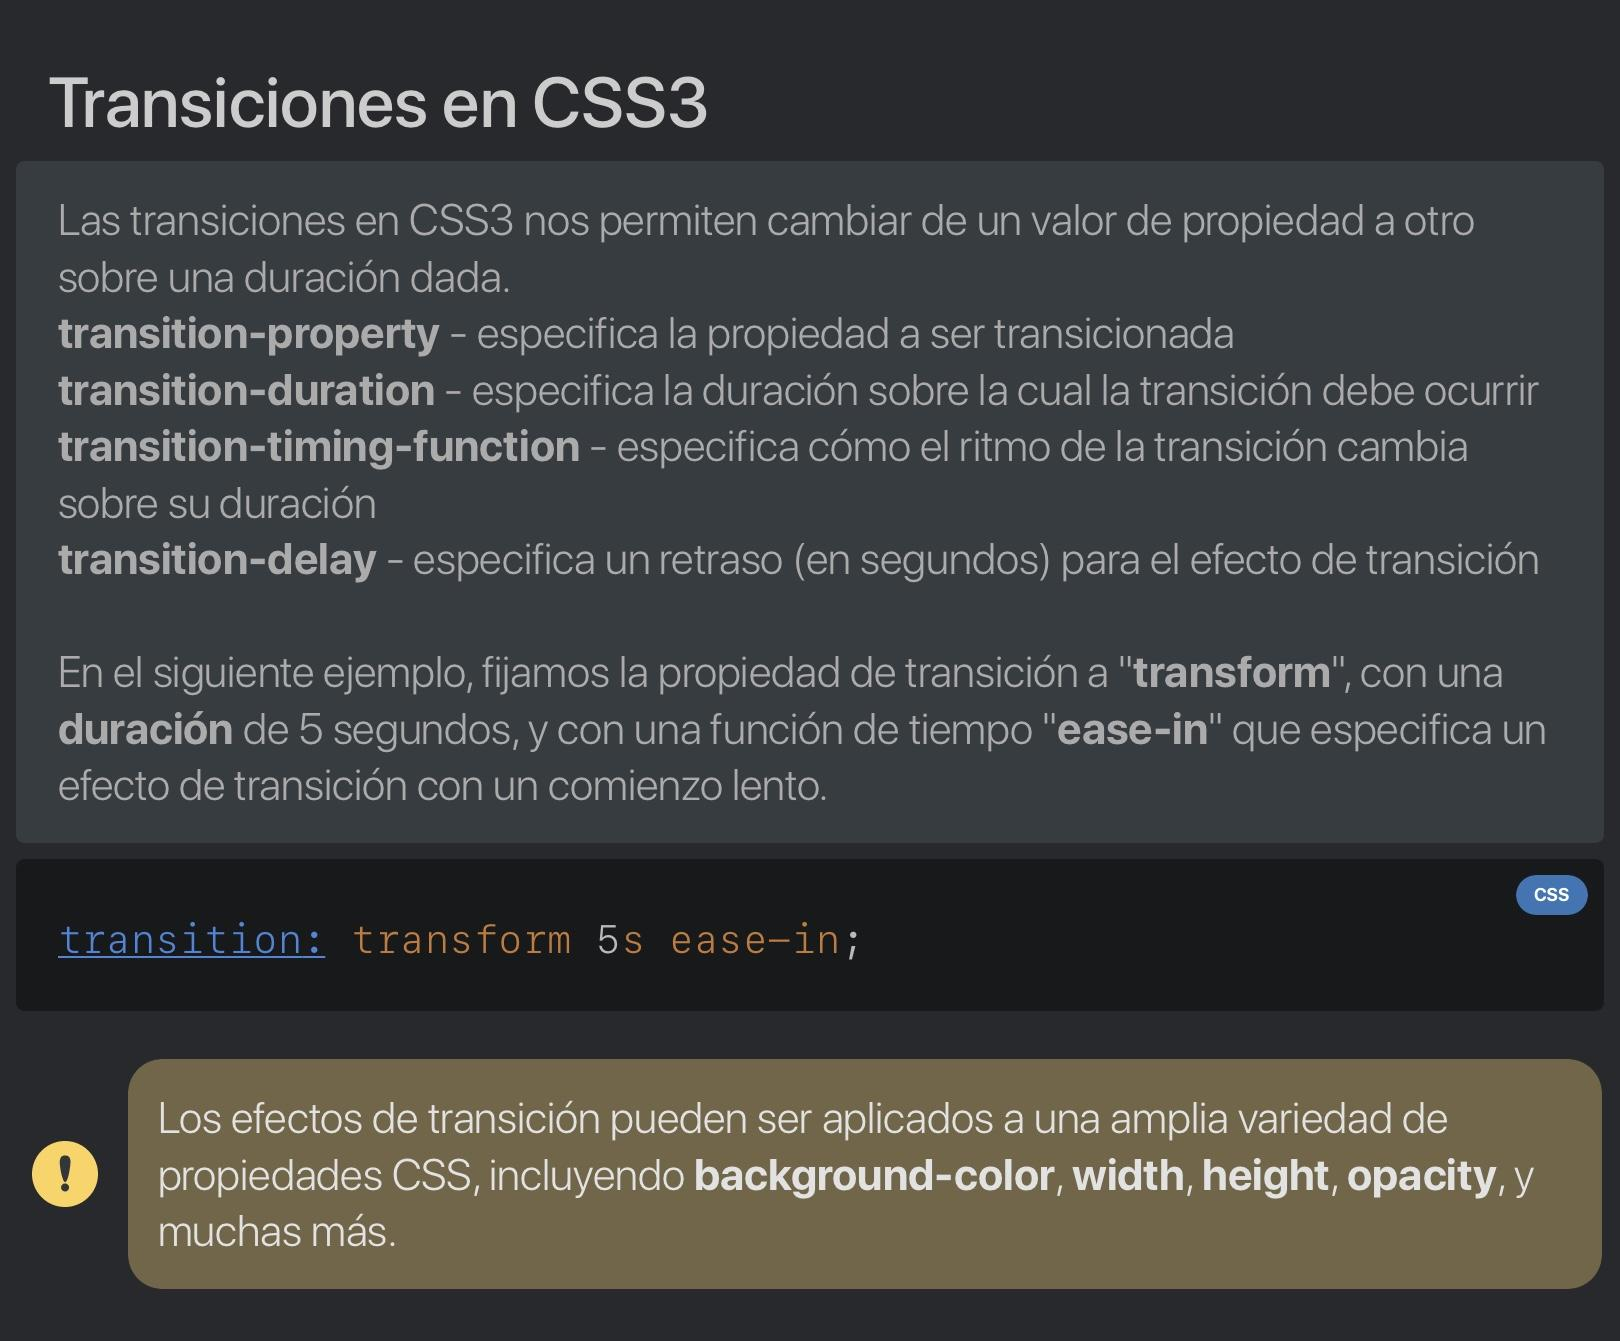 Transiciones en CSS3
Las transiciones en CSS3 nos permiten cambiar de un valor de propiedad a otro
sobre una duración dada.
transition-property - especifica la propiedad a ser transicionada
transition-duration - especifica la duración sobre la cual la transición debe ocurrir
transition-timing-function - especifica cómo el ritmo de la transición cambia
sobre su duración
transition-delay - especifica un retraso (en segundos) para el efecto de transición
En el siguiente ejemplo, fijamos la propiedad de transición a "transform", con una
duración de 5 segundos, y con una función de tiempo "ease-in" que especifica un
efecto de transición con un comienzo lento.
CSS
transition: transform 5s ease-in;
Los efectos de transición pueden ser aplicados a una amplia variedad de
propiedades CSS, incluyendo background-color, width, height, opacity, y
muchas más.